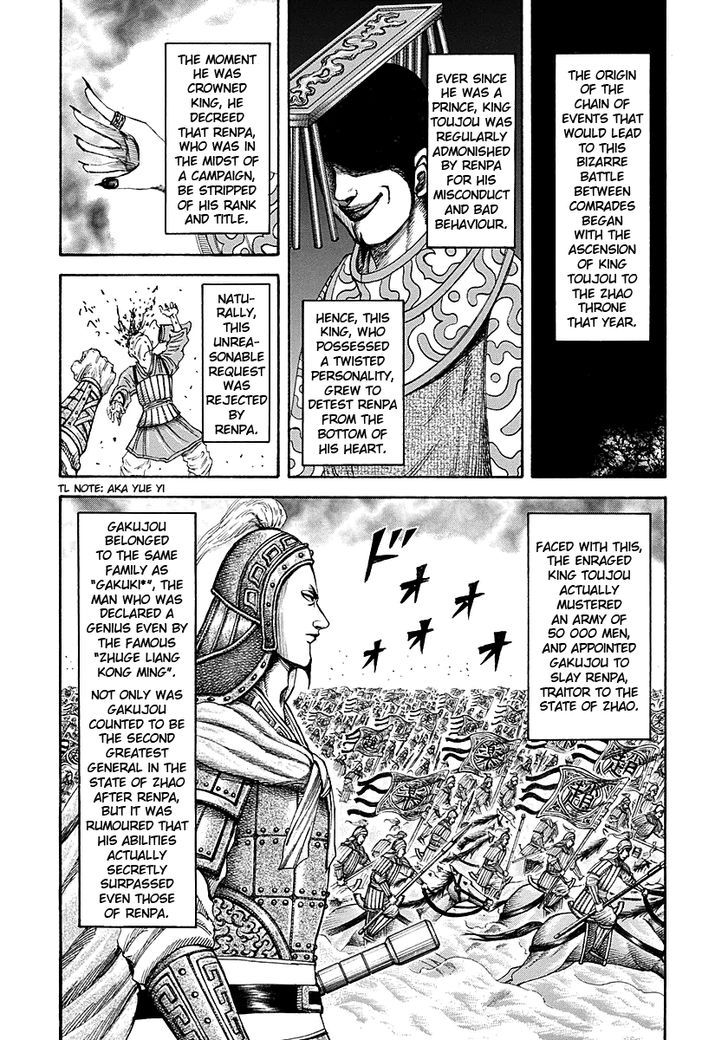 THE ORIGIN
OF THE
CHAIN OF
EVENTS THAT
WOULD LEAD
TO THIS
BIZARRE
BATTLE
BETWEEN
COMRADES
BEGAN
WITH THE
ASCENSION
OF KING
TOUJOU TO
THE ZHAO
THRONE
THAT YEAR.
EVER SINCE
HE WAS A
PRINCE, KING
TOUJOU WAS
REGULARLY
ADMONISHED
BY RENPA
FOR HIS
MISCONDUCT
AND BAD
BEHAVIOUR.
HENCE, THIS
KING, WHO
POSSESSED
A TWISTED
PERSONALITY,
GREW TO
DETEST RENPA
FROM THE
BOTTOM OF
HIS HEART.
THE MOMENT
HE WAS
CROWNED
KING, HE
DECREED
THAT RENPA,
WHO WAS IN
THE MIDST OF
A CAMPAIGN,
BE STRIPPED
OF HIS RANK
AND TITLE.
NATU-
RALLY,
THIS
UNREA-
SONABLE
REQUEST
WAS
REJECTED
BY
RENPA.
TL NOTE: AKA YUE YI
FACED WITH THIS,
THE ENRAGED
KING TOUJOU
ACTUALLY
MUSTERED
AN ARMY OF
50 000 MEN,
AND APPOINTED
GAKUJOU TO
SLAY RENPA,
TRAITOR TO THE
STATE OF ZHAO.
ドオオオ
楽
趙
GAKUJOU
BELONGED
TO THE SAME
FAMILY AS
"GAKUKI*", THE
MAN WHO WAS
DECLARED A
GENIUS EVEN BY
THE FAMOUS
"ZHUGE LIANG
KONG MING".
NOT ONLY WAS
GAKUJOU
COUNTED TO BE
THE SECOND
GREATEST
GENERAL IN THE
STATE OF ZHAO
AFTER RENPA,
BUT IT WAS
RUMOURED THAT
HIS ABILITIES
ACTUALLY
SECRETLY
SURPASSED
EVEN THOSE
OF RENPA.